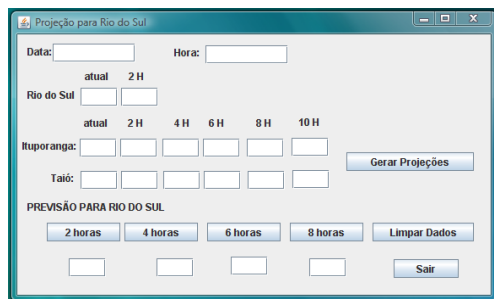 Projeção para Rio do Sul
Data: Hora:
atual 2 H
Rio do Sul
atual 2 H 4 H 6 H 8 H 10 H
Ituporanga:
Gerar Projeções
Taió:
PREVISÃO PARA RIO DO SUL
2 horas 4 horas 6 horas 8 horas Limpar Dados
Sair